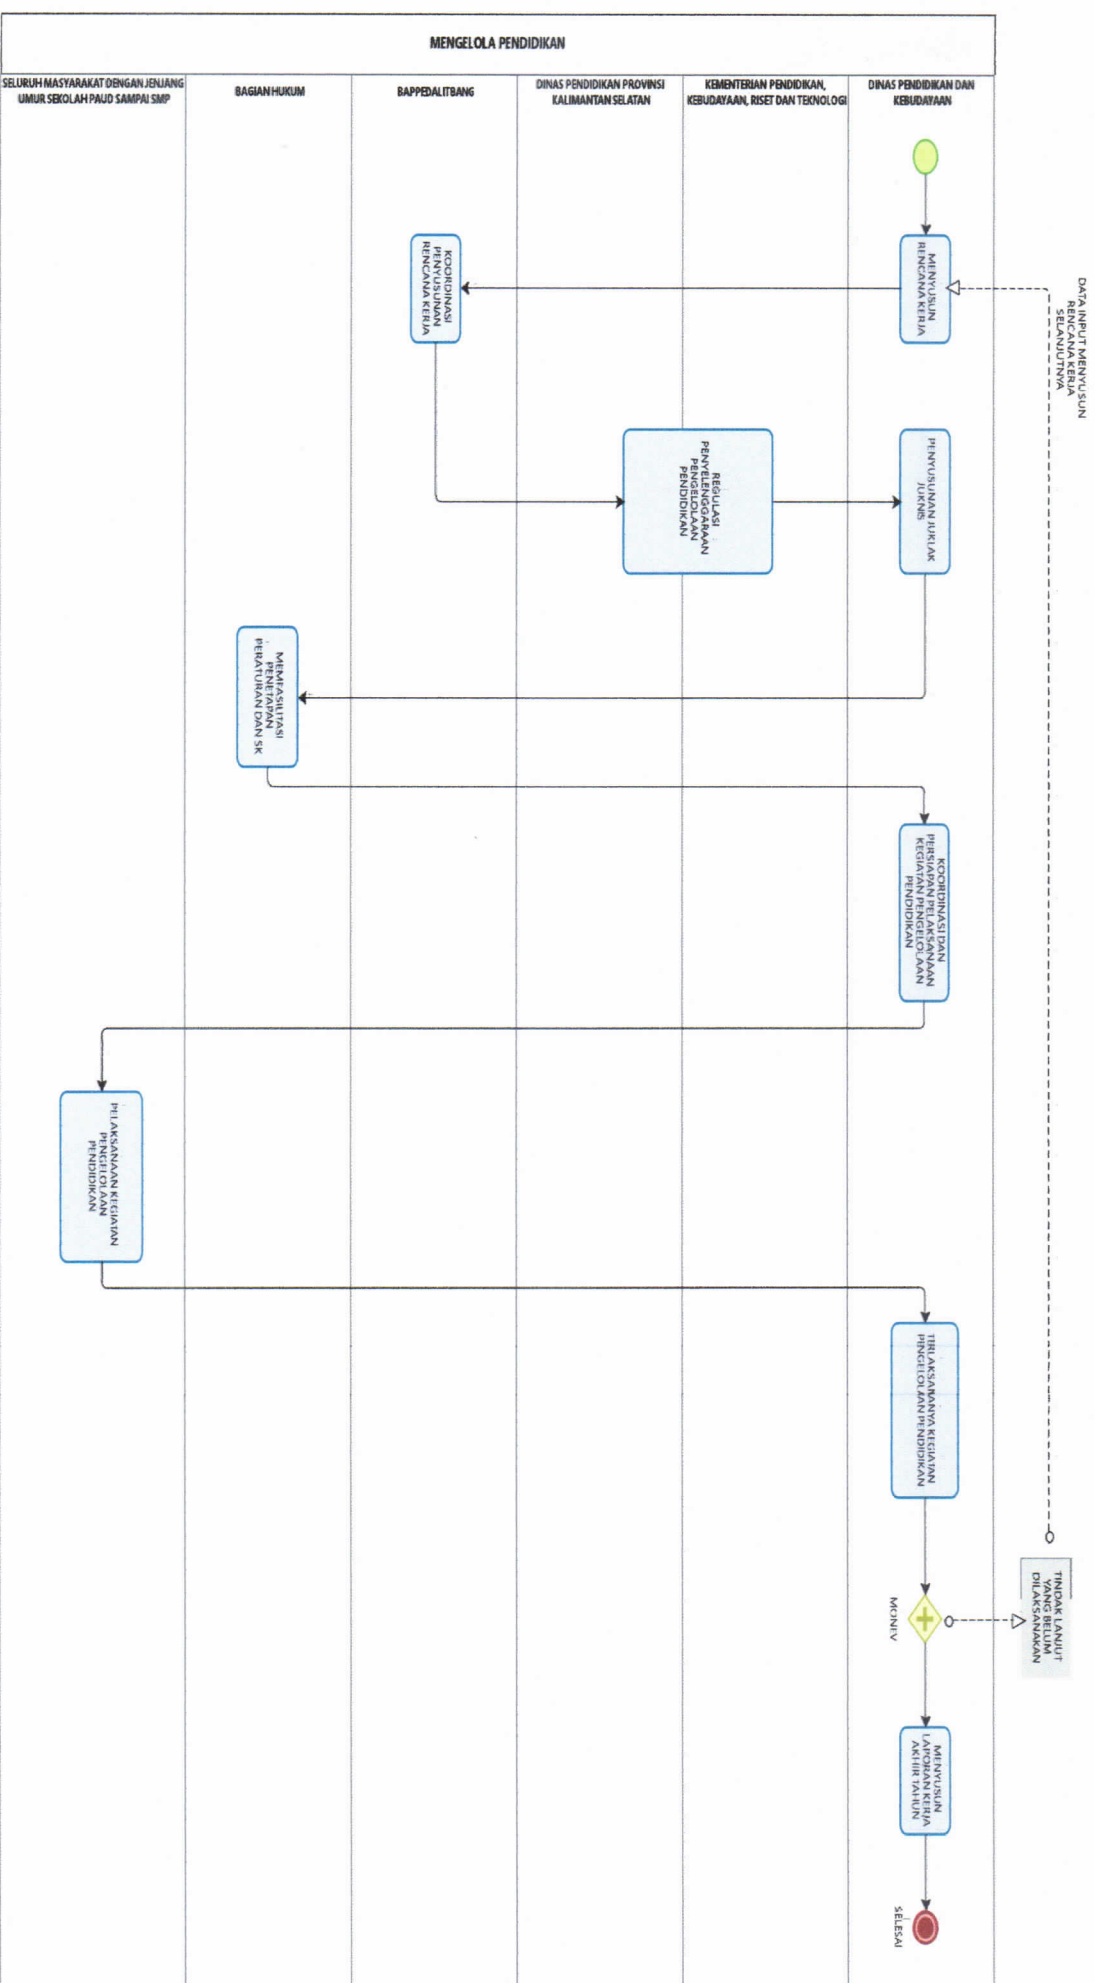 MENGELOLA PENDIDIKAN
SELURUH MASYARAKAT DENGAN JENJANG
UMUR SEKOLAH PAUD SAMPAI SMP
BAGIAN HUKUM
BAPPEDALITBANG
DINAS PENDIDIKAN PROVINSI
KALIMANTAN SELATAN
KEMENTERIAN PENDIDIKAN,
KEBUDAYAAN, RISET DAN TEKNOLOGI
DINAS PENDIDIKAN DAN
KEBUDAYAAN
MENYUSUN
RENCANA KERJA
DATA INPUT MENYUSUN
RENCANA KERJA
SELANJUTNYA
KOORDINASI
PENYUSUNAN
RENCANA KERJA
REGULASI
PENYELENGGARAAN
PENGELOLAAN
PENDIDIKAN
PENYUSUNAN JUKLAK
JUKNIS
MEMFASILITASI
PENETAPAN
PERATURAN DAN SK
KOORDINASI DAN
PERSIAPAN PELAKSANAAN
KEGIATAN PENGELOLAAN
PENDIDIKAN
PELAKSANAAN KEGIATAN
PENGELOLAAN
PENDIDIKAN
TERLAKSANANYA KEGIATAN
PENGELOLAAN PENDIDIKAN
MONEV
TINDAK LANJUT
YANG BELUM
DILAKSANAKAN
MENYUSUN
LAPORAN KERJA
AKHIR TAHUN
SELESAI